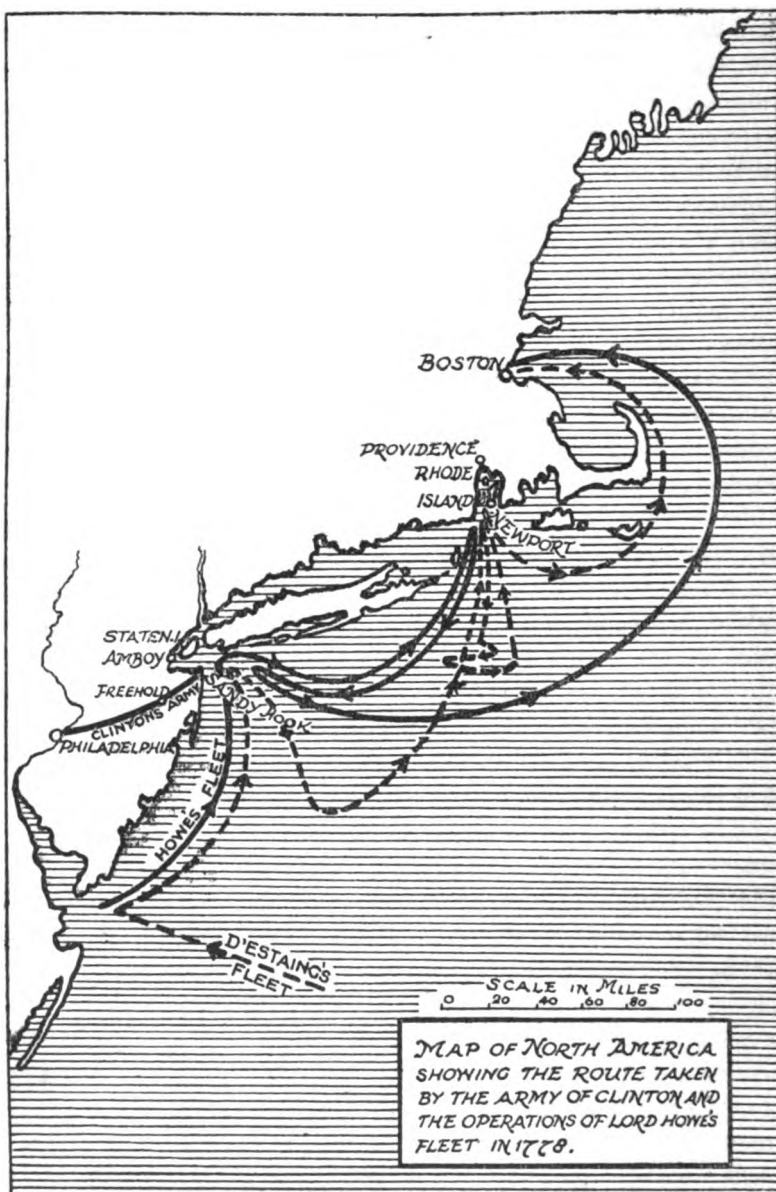 BOSTON
PROVIDENCE
RHODE
ISLAND
NEWPORT
STATEN.I.
AMBOY
FREEHOLD
SANDY HOOK
CLINTONS ARMY
PHILADELPHIA
HOWE'S FLEET
D'ESTAING'S
FLEET
SCALE IN MILES
0 20 40 60 80 100
MAP OF NORTH AMERICA
SHOWING THE ROUTE TAKEN
BY THE ARMY OF CLINTON AND
THE OPERATIONS OF LORD HOWE'S
FLEET IN 1778.